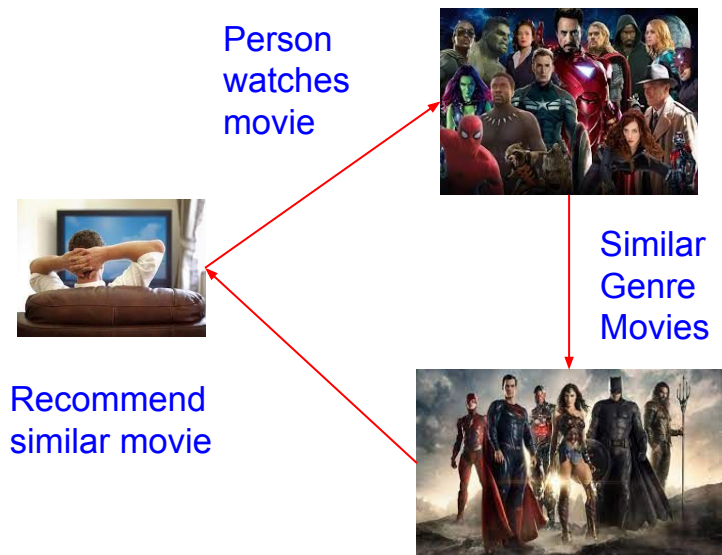 Person
watches
movie
Similar
Genre
Movies
Recommend
similar movie